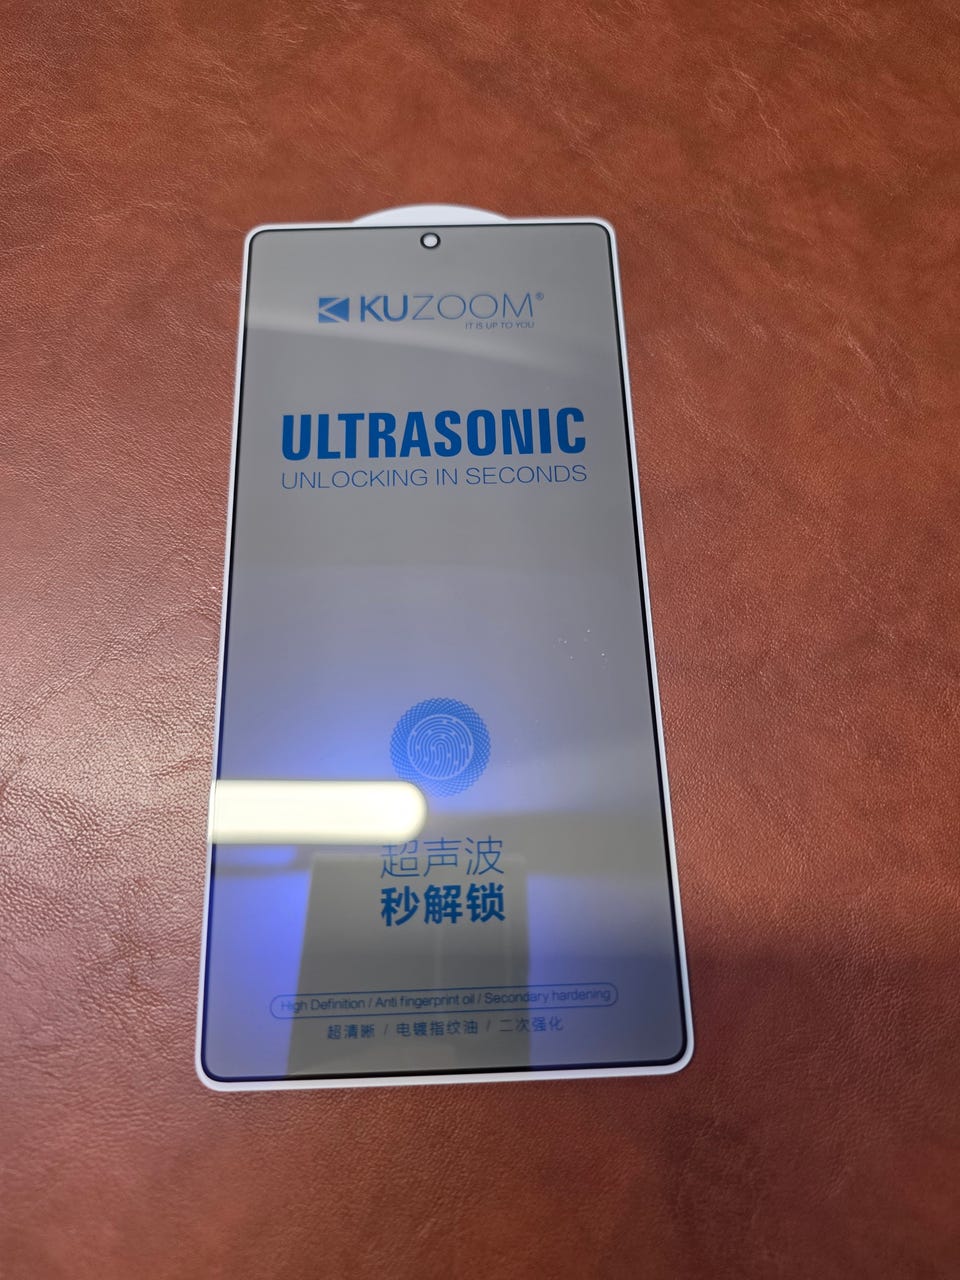 KUZOOM®
IT IS UP TO YOU
ULTRASONIC
UNLOCKING IN SECONDS
超声波
秒解锁
High Definition / Anti fingerprint oil / Secondary hardening
超清晰 / 电镀指纹油 / 二次强化